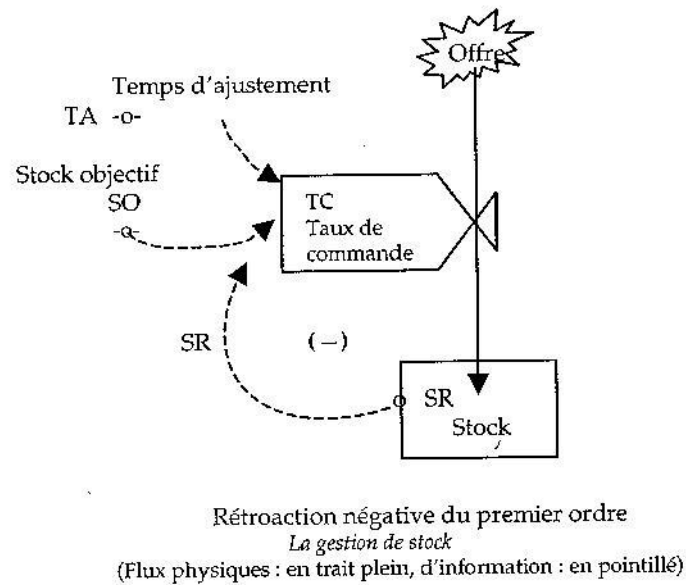 Offre
Temps d'ajustement
TA -o-
Stock objectif
SO
-o-
TC
Taux de
commande
SR
(–)
SR
Stock
Rétroaction négative du premier ordre
La gestion de stock
(Flux physiques : en trait plein, d'information : en pointillé)